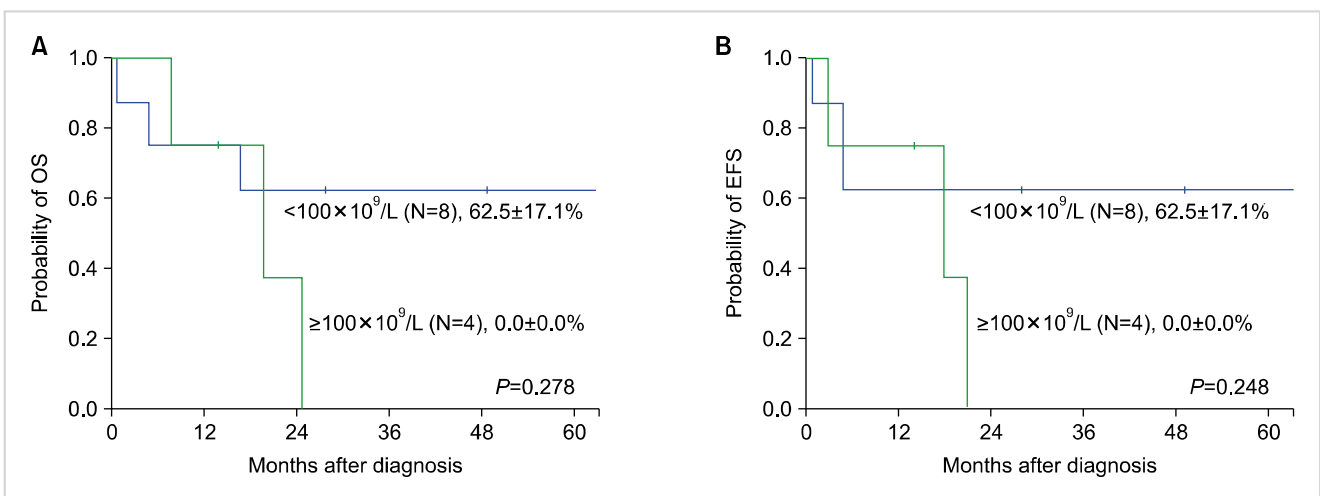 A
Probability of OS
1.0
0.8
0.6
0.4
0.2
0.0
<100×10⁹/L (N=8), 62.5±17.1%
≥100×10⁹/L (N=4), 0.0±0.0%
P=0.278
0 12 24 36 48 60
Months after diagnosis
B
Probability of EFS
1.0
0.8
0.6
0.4
0.2
0.0
<100×10⁹/L (N=8), 62.5±17.1%
≥100×10⁹/L (N=4), 0.0±0.0%
P=0.248
0 12 24 36 48 60
Months after diagnosis